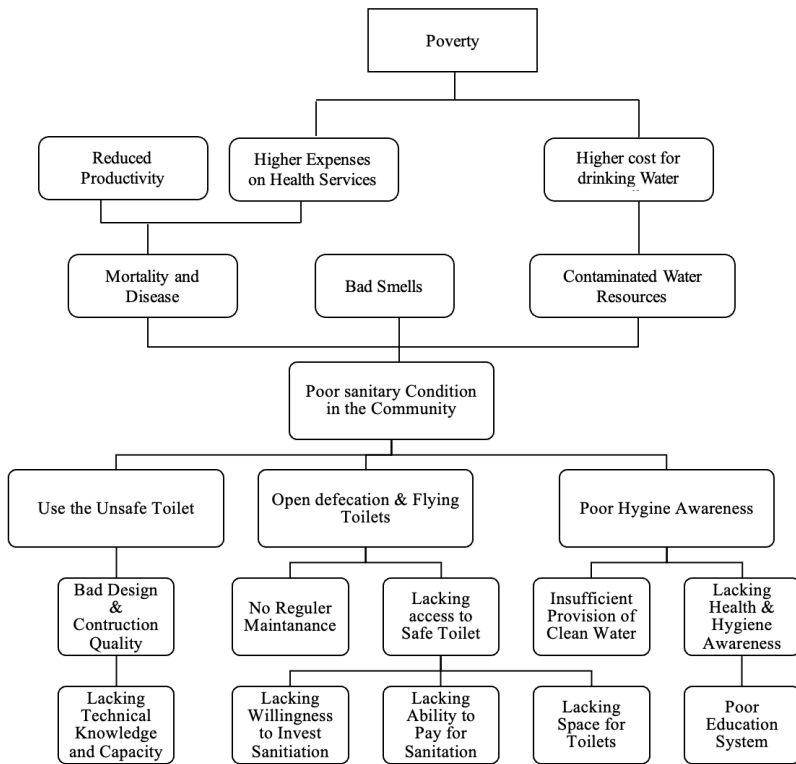 Poverty
Reduced
Productivity
Higher Expenses
on Health Services
Higher cost for
drinking Water
Mortality and
Disease
Bad Smells
Contaminated Water
Resources
Poor sanitary Condition
in the Community
Use the Unsafe Toilet
Open defecation & Flying
Toilets
Poor Hygine Awareness
Bad Design
&
Contruction
Quality
No Reguler
Maintanance
Lacking
access to
Safe Toilet
Insufficient
Provision of
Clean Water
Lacking
Health &
Hygiene
Awareness
Lacking
Technical
Knowledge
and Capacity
Lacking
Willingness
to Invest
Sanitiation
Lacking
Ability to
Pay for
Sanitation
Lacking
Space for
Toilets
Poor
Education
System